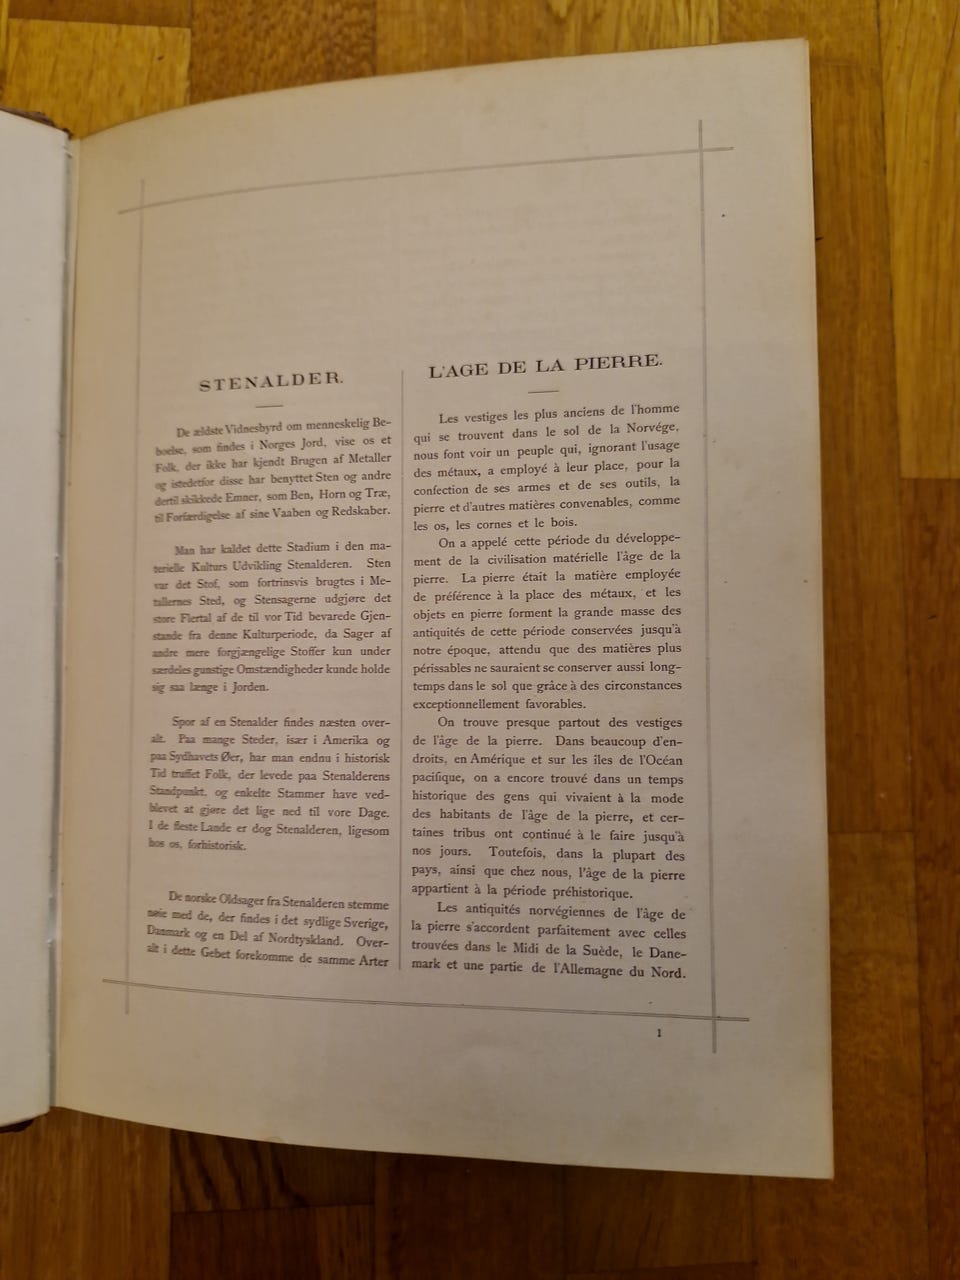 STENALDER.
De ældste Vidnesbyrd om menneskelig Be-
boelse, som findes i Norges Jord, vise os et
Folk, der ikke har kjendt Brugen af Metaller
og istedetfor disse har benyttet Sten og andre
dertil skikkede Emner, som Ben, Horn og Træ,
til Forfærdigelse af sine Vaaben og Redskaber.
Man har kaldet dette Stadium i den ma-
terielle Kulturs Udvikling Stenalderen. Sten
var det Stof, som fortrinsvis brugtes i Me-
tallernes Sted, og Stensagerne udgjøre det
store Flertal af de til vor Tid bevarede Gjen-
stande fra denne Kulturperiode, da Sager af
andre mere forgjængelige Stoffer kun under
særdeles gunstige Omstændigheder kunde holde
sig saa længe i Jorden.
Spor af en Stenalder findes næsten over-
alt. Paa mange Steder, især i Amerika og
paa Sydhavets Øer, har man endnu i historisk
Tid truffet Folk, der levede paa Stenalderens
Standpunkt, og enkelte Stammer have ved-
blevet at gjøre det lige ned til vore Dage.
I de fleste Lande er dog Stenalderen, ligesom
hos os, forhistorisk.
De norske Oldsager fra Stenalderen stemme
nøie med de, der findes i det sydlige Sverige,
Danmark og en Del af Nordtyskland. Over-
alt i dette Gebet forekomme de samme Arter
L'AGE DE LA PIERRE.
Les vestiges les plus anciens de l'homme
qui se trouvent dans le sol de la Norvége,
nous font voir un peuple qui, ignorant l'usage
des métaux, a employé à leur place, pour la
confection de ses armes et de ses outils, la
pierre et d'autres matières convenables, comme
les os, les cornes et le bois.
On a appelé cette période du développe-
ment de la civilisation matérielle l'âge de la
pierre. La pierre était la matière employée
de préférence à la place des métaux, et les
objets en pierre forment la grande masse des
antiquités de cette période conservées jusqu'à
notre époque, attendu que des matières plus
périssables ne sauraient se conserver aussi long-
temps dans le sol que grâce à des circonstances
exceptionnellement favorables.
On trouve presque partout des vestiges
de l'âge de la pierre. Dans beaucoup d'en-
droits, en Amérique et sur les îles de l'Océan
pacifique, on a encore trouvé dans un temps
historique des gens qui vivaient à la mode
des habitants de l'âge de la pierre, et cer-
taines tribus ont continué à le faire jusqu'à
nos jours. Toutefois, dans la plupart des
pays, ainsi que chez nous, l'âge de la pierre
appartient à la période préhistorique.
Les antiquités norvégiennes de l'âge de
la pierre s'accordent parfaitement avec celles
trouvées dans le Midi de la Suède, le Dane-
mark et une partie de l'Allemagne du Nord.
1